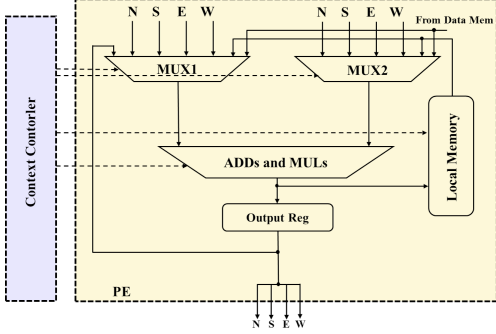 N S E W N S E W
From Data Mem
MUX1 MUX2
Context Contorler
ADDs and MULs
Local Memory
Output Reg
PE
N S E W